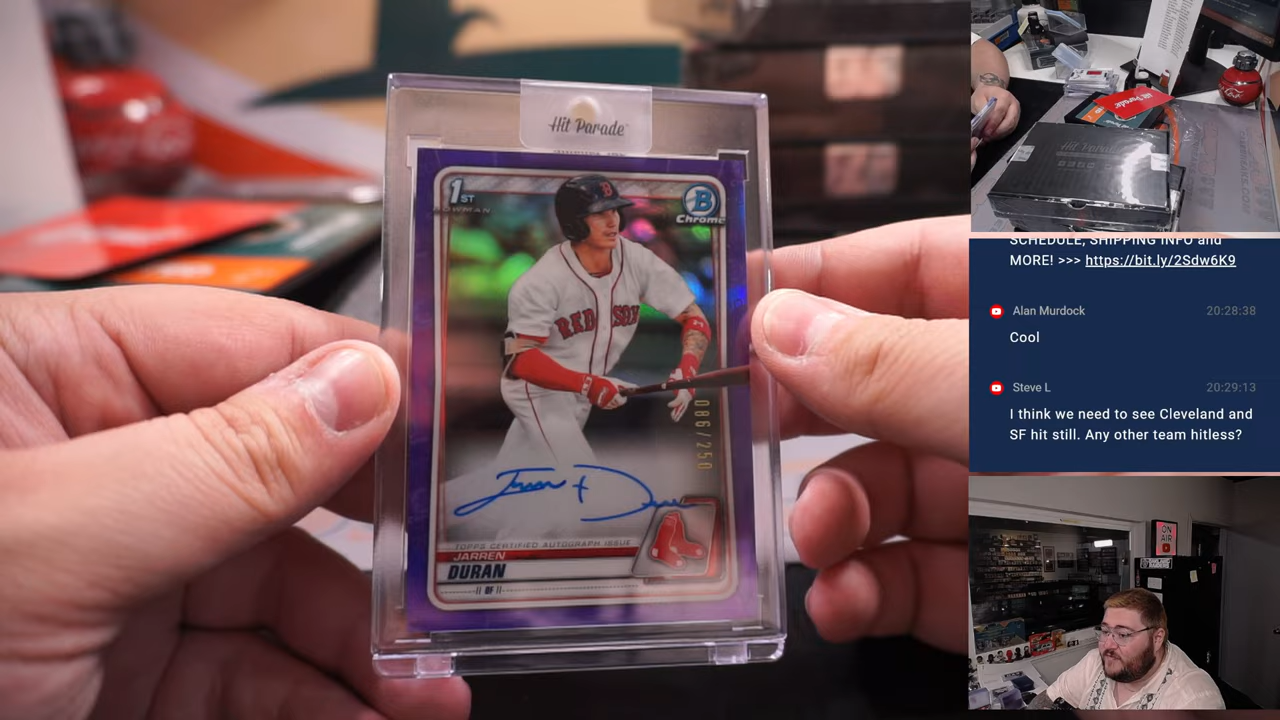 Hit Parade
1ST
BOWMAN
B
Chrome
RED SOX
086/250
TOPPS CERTIFIED AUTOGRAPH ISSUE
JARREN
DURAN
OF
Hit Parade
Hit Parade
SCHEDULE, SHIPPING INFO and
MORE! >>> https://bit.ly/2Sdw6K9
Alan Murdock 20:28:38
Cool
Steve L 20:29:13
I think we need to see Cleveland and
SF hit still. Any other team hitless?
ON
AIR